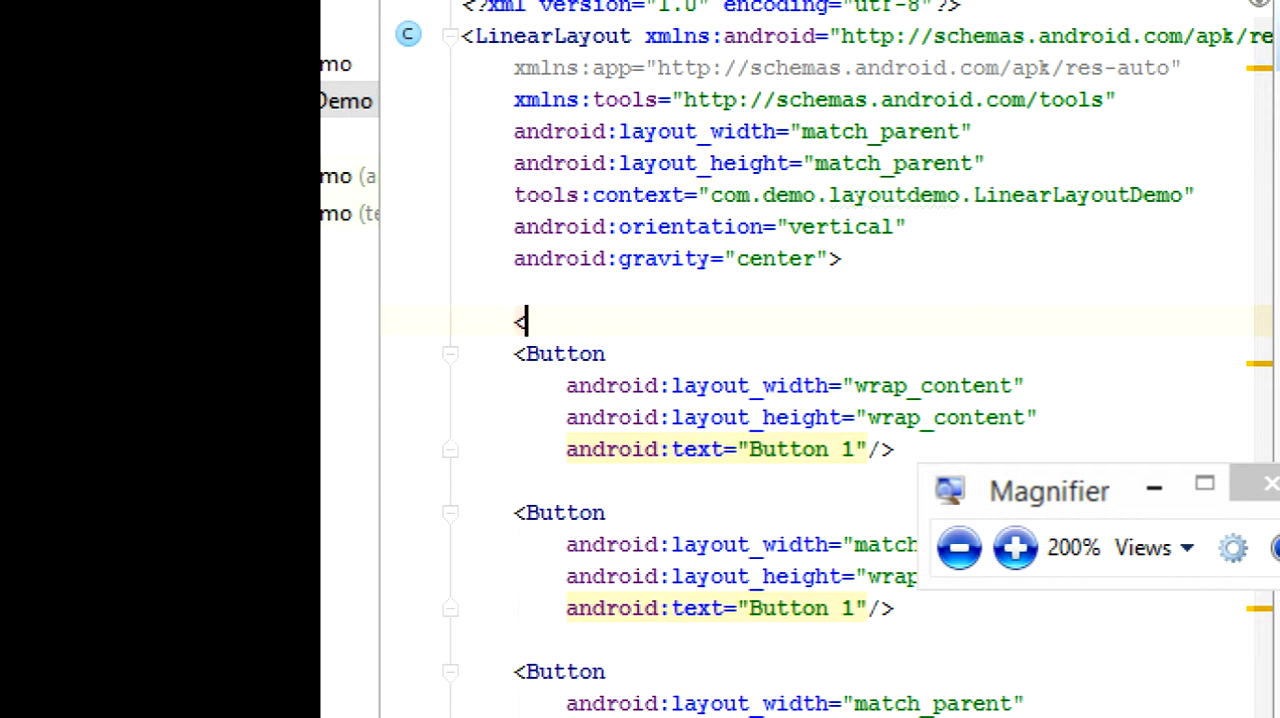 <?xml version="1.0" encoding="utf-8"?>
mo
C
<LinearLayout xmlns:android="http://schemas.android.com/apk/re
xmlns:app="http://schemas.android.com/apk/res-auto"
Demo
xmlns:tools="http://schemas.android.com/tools"
android:layout_width="match_parent"
mo (a
android:layout_height="match_parent"
mo (te
tools:context="com.demo.layoutdemo.LinearLayoutDemo"
android:orientation="vertical"
android:gravity="center">
<
<Button
android:layout_width="wrap_content"
android:layout_height="wrap_content"
android:text="Button 1"/>
Magnifier
<Button
android:layout_width="match
200% Views
android:layout_height="wrap
android:text="Button 1"/>
<Button
android:layout_width="match_parent"